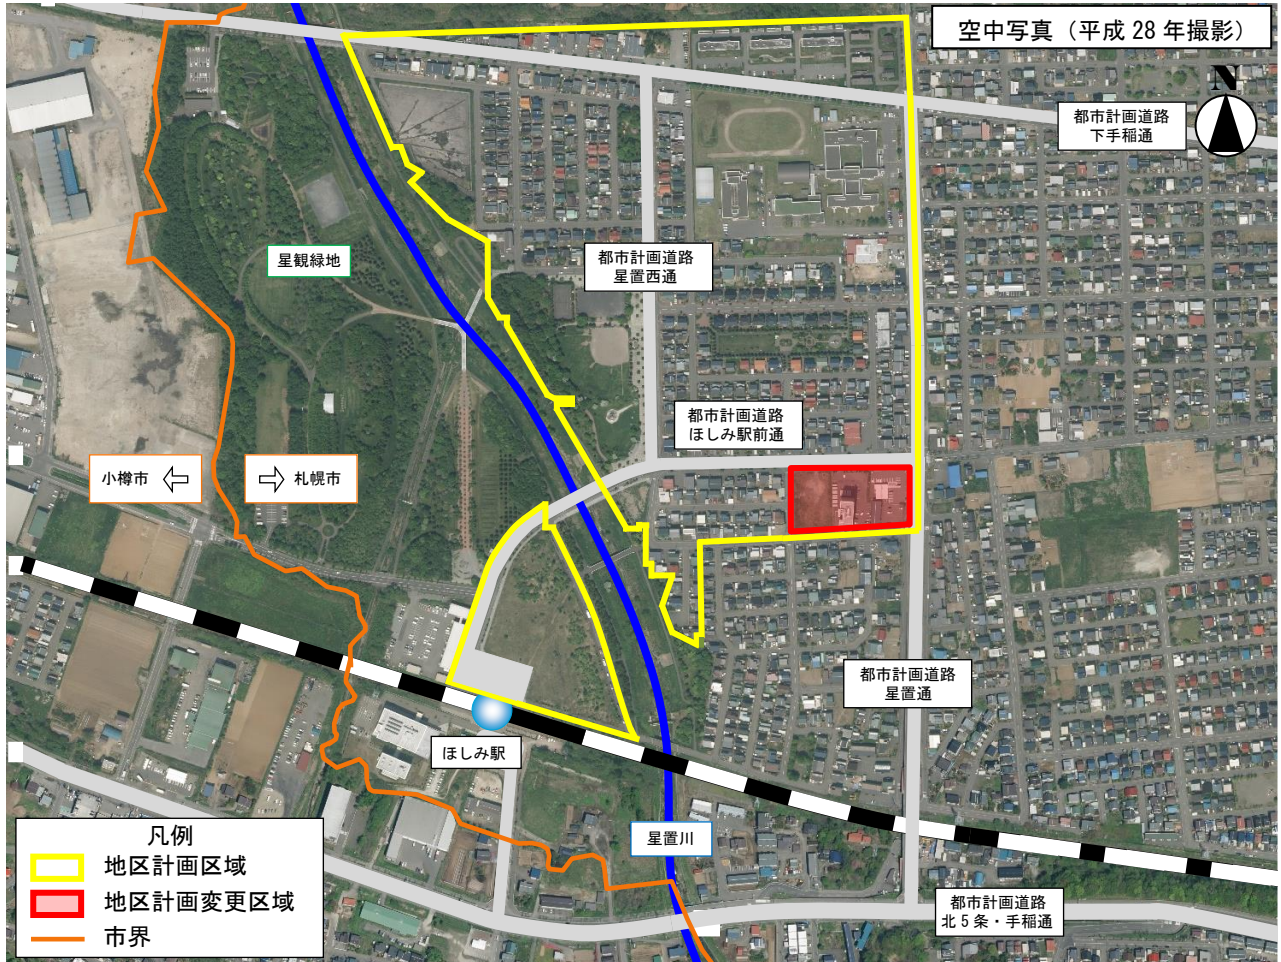 空中写真（平成 28 年撮影）
N
都市計画道路
下手稲通
星観緑地
都市計画道路
星置西通
都市計画道路
ほしみ駅前通
小樽市
札幌市
都市計画道路
星置通
ほしみ駅
星置川
都市計画道路
北５条・手稲通
凡例
地区計画区域
地区計画変更区域
市界